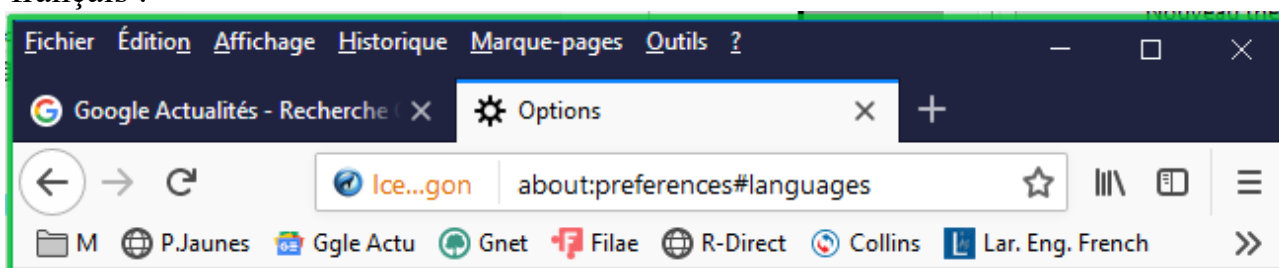 français :
Fichier Édition Affichage Historique Marque-pages Outils ?
Google Actualités - Recherche Options
Ice...gon about:preferences#languages
M P.Jaunes Ggle Actu Gnet Filae R-Direct Collins Lar. Eng. French